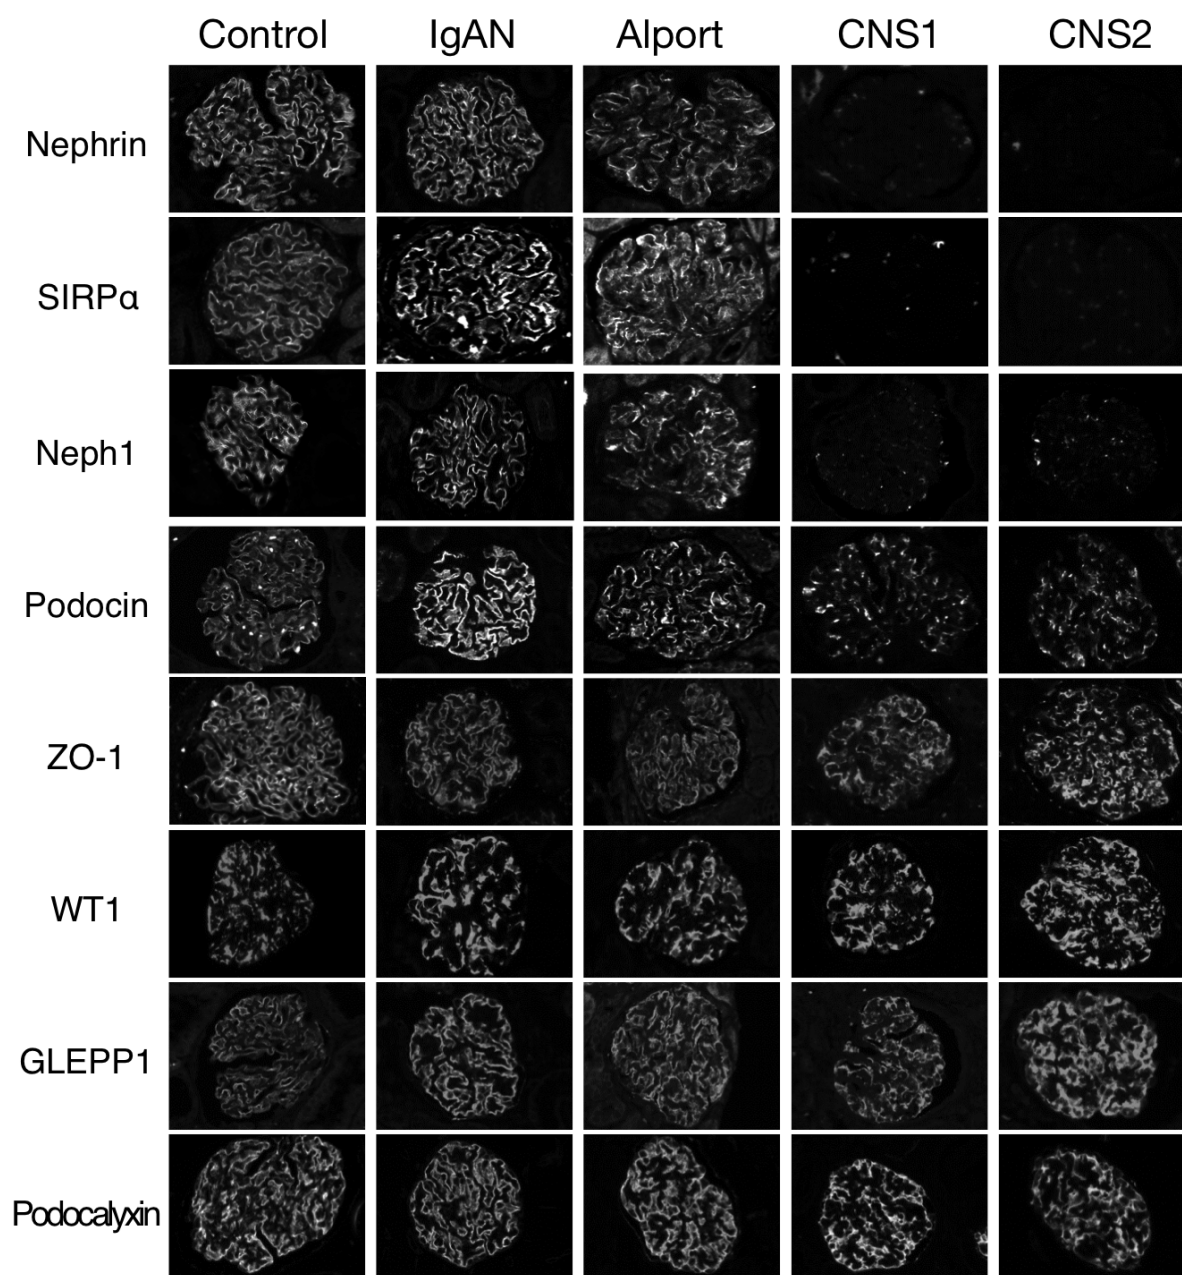 Control IgAN Alport CNS1 CNS2
Nephrin
SIRPα
Neph1
Podocin
ZO-1
WT1
GLEPP1
Podocalyxin